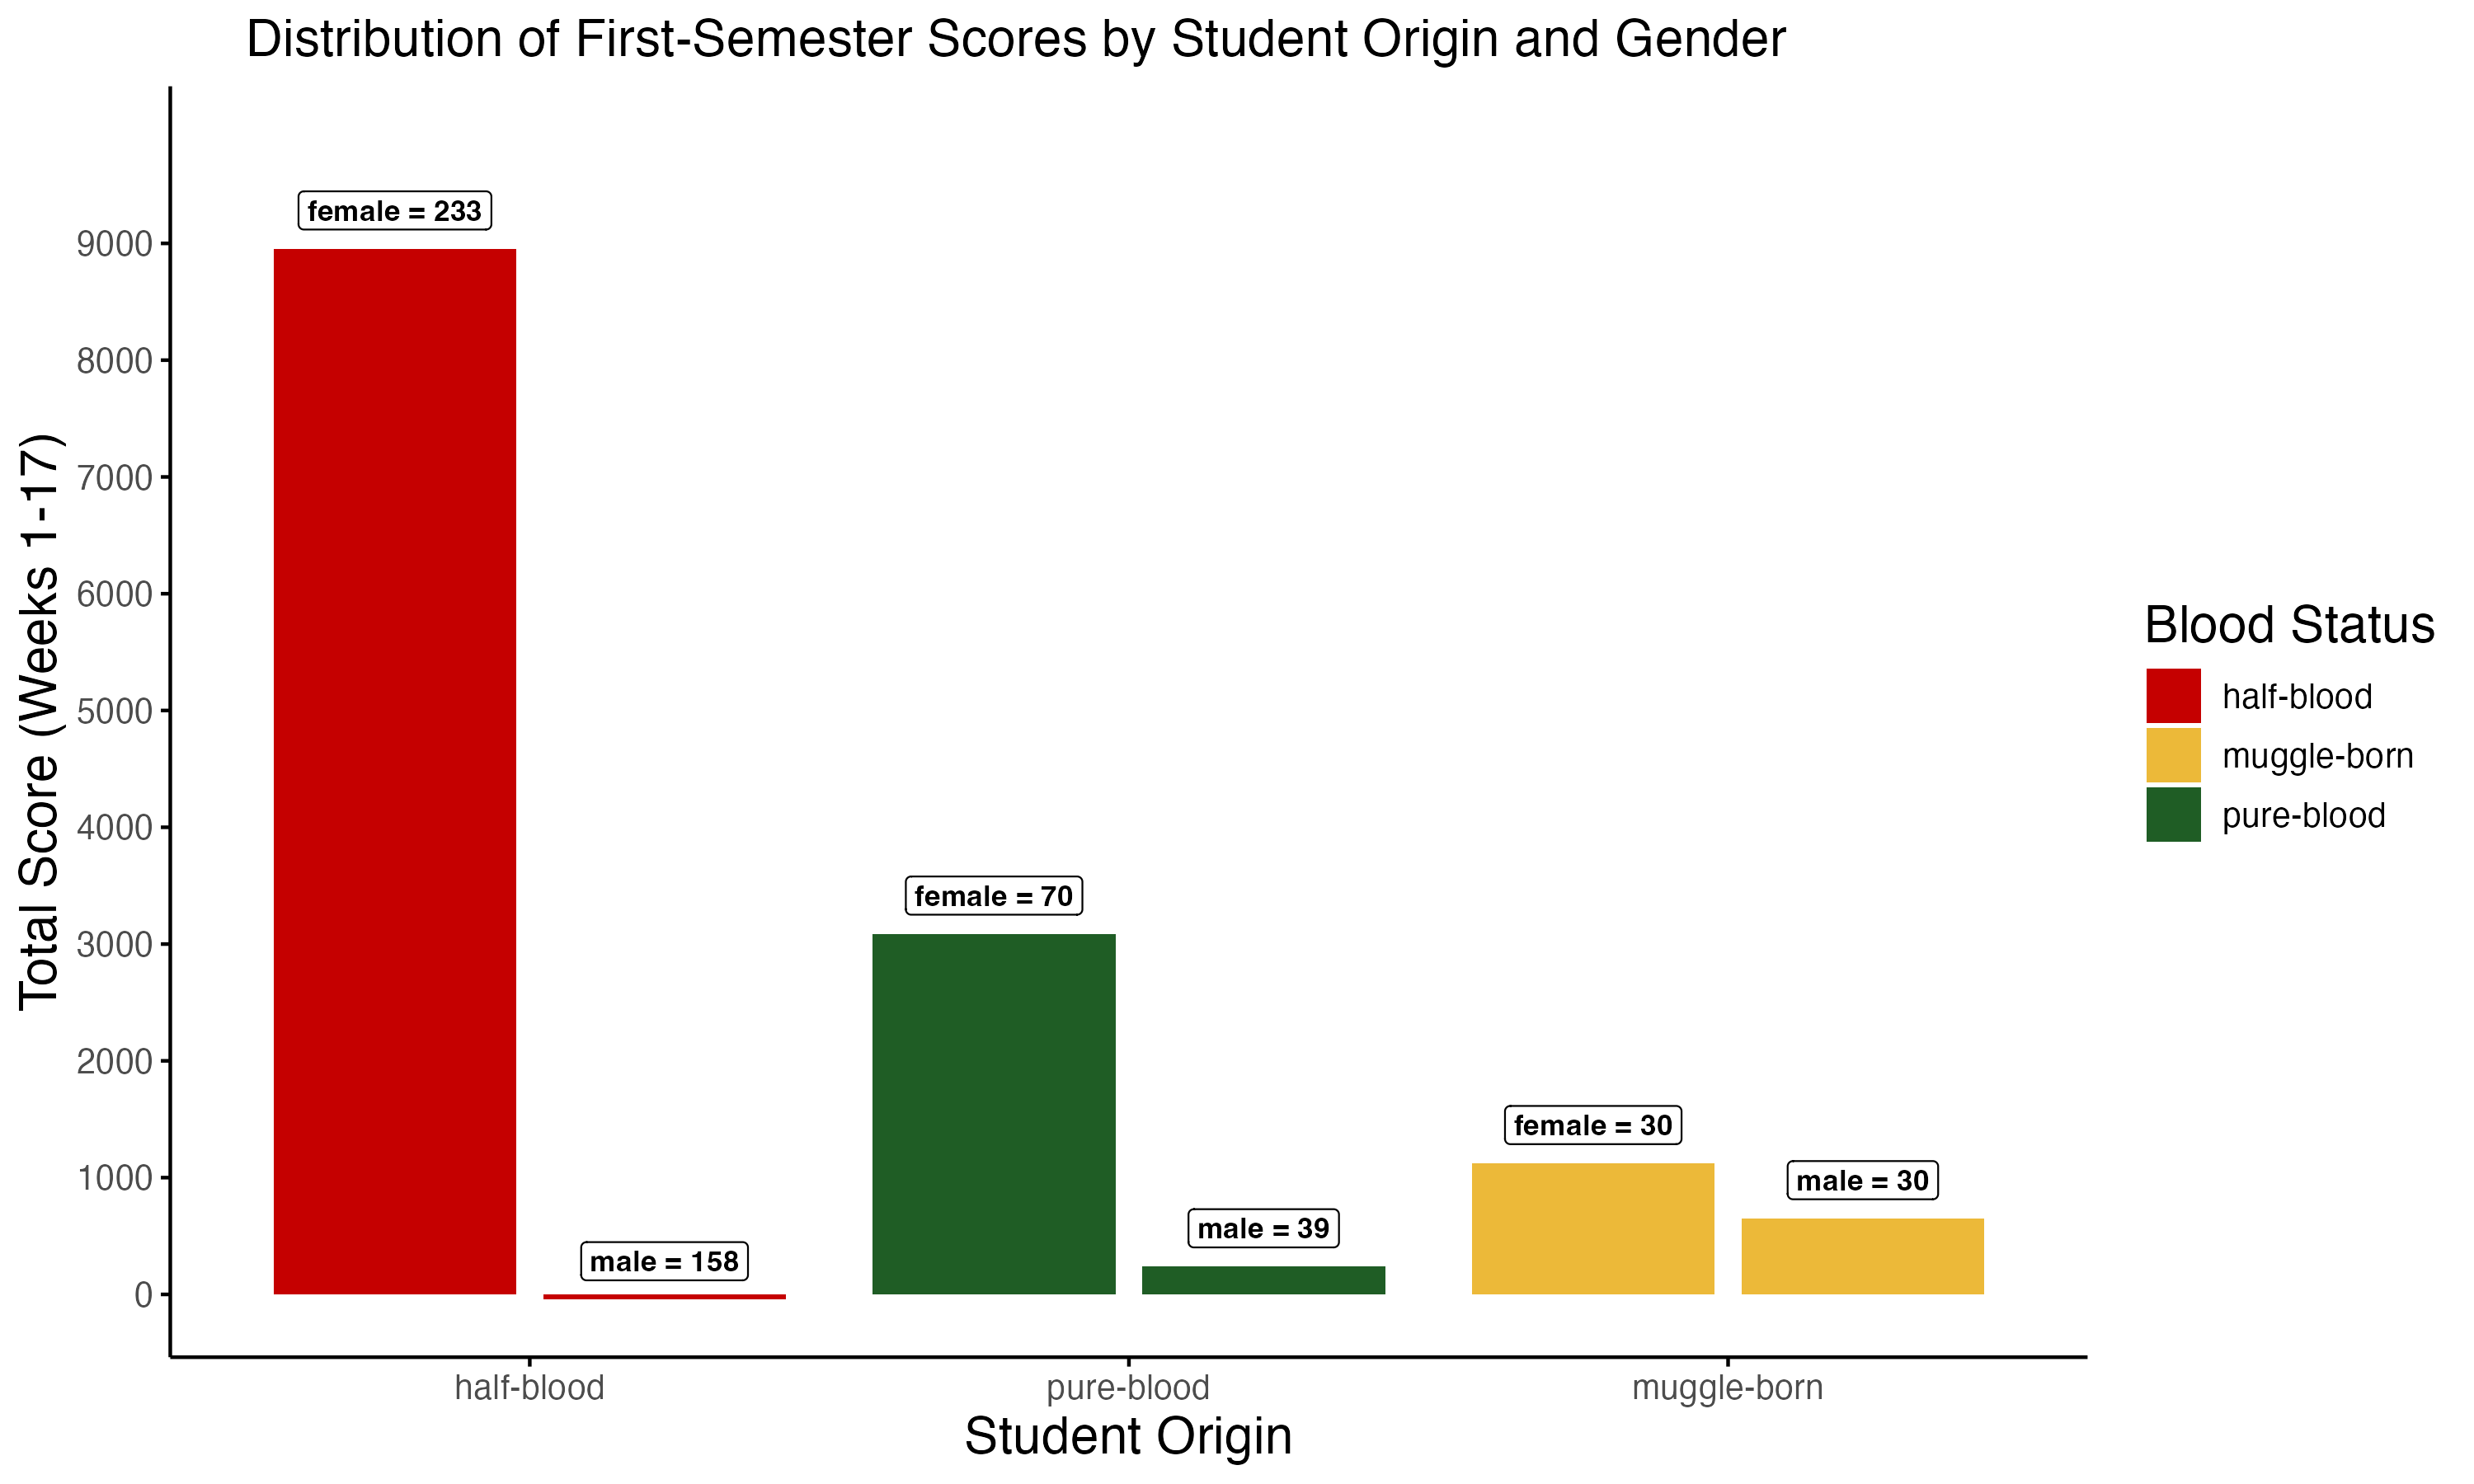 Distribution of First-Semester Scores by Student Origin and Gender
Total Score (Weeks 1-17)
9000
8000
7000
6000
5000
4000
3000
2000
1000
0
female = 233
male = 158
female = 70
male = 39
female = 30
male = 30
half-blood
pure-blood
muggle-born
Student Origin
Blood Status
half-blood
muggle-born
pure-blood